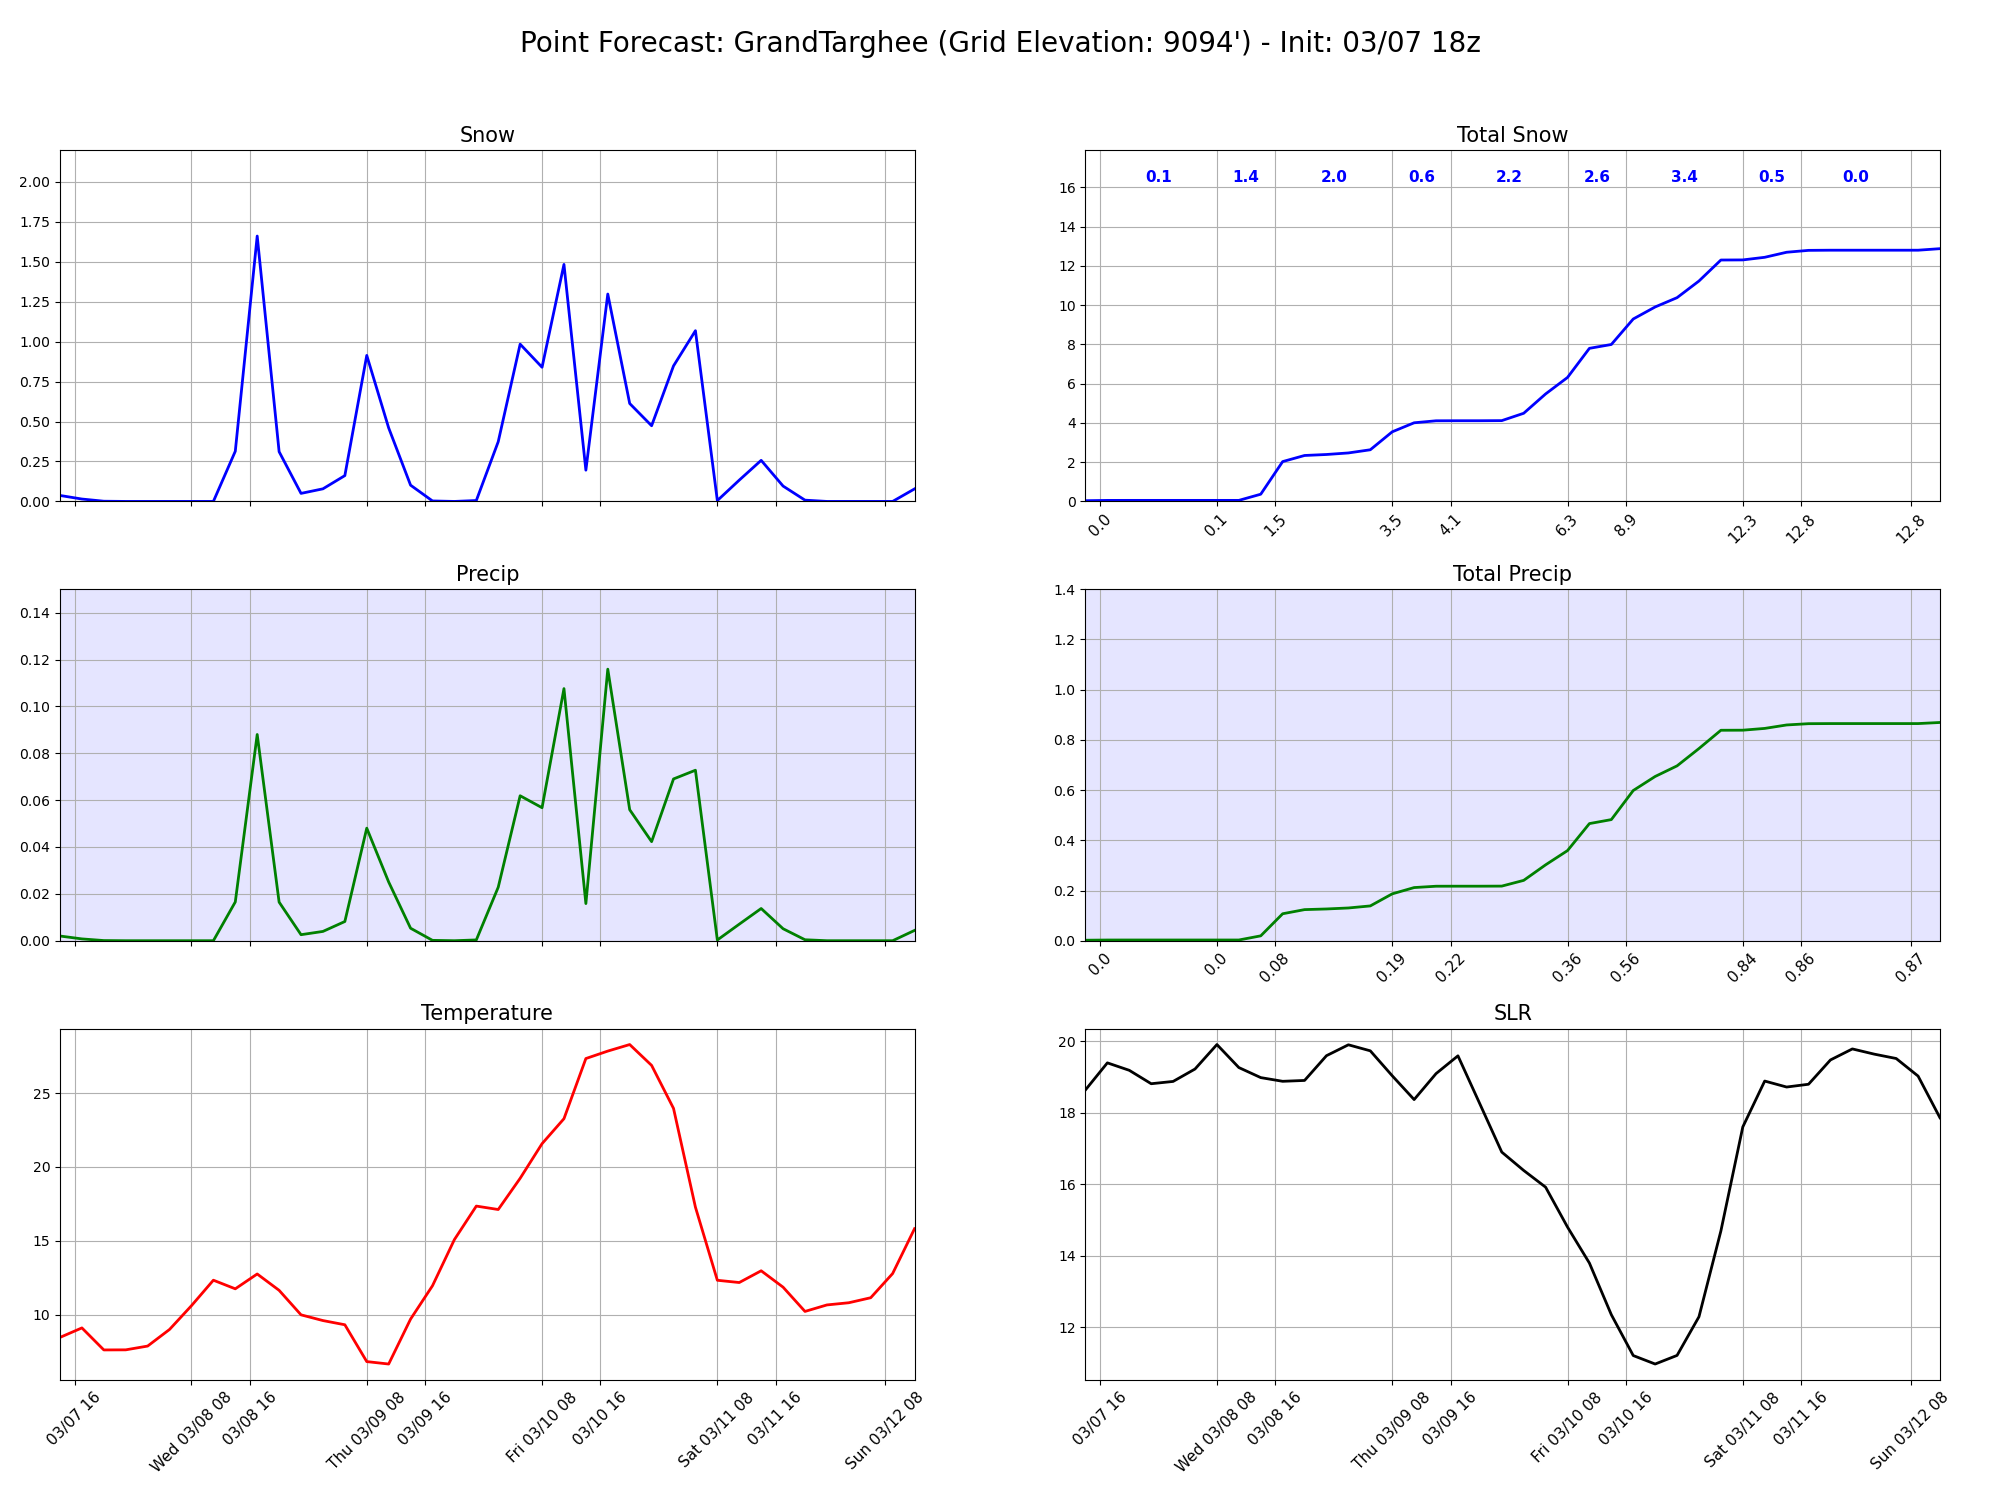 Point Forecast: GrandTarghee (Grid Elevation: 9094') - Init: 03/07 18z
Snow
2.00
1.75
1.50
1.25
1.00
0.75
0.50
0.25
0.00
Total Snow
0.1 1.4 2.0 0.6 2.2 2.6 3.4 0.5 0.0
16
14
12
10
8
6
4
2
0
0.0 0.1 1.5 3.5 4.1 6.3 8.9 12.3 12.8 12.8
Precip
0.14
0.12
0.10
0.08
0.06
0.04
0.02
0.00
Total Precip
1.4
1.2
1.0
0.8
0.6
0.4
0.2
0.0
0.0 0.0 0.08 0.19 0.22 0.36 0.56 0.84 0.86 0.87
Temperature
25
20
15
10
03/07 16
Wed 03/08 08
03/08 16
Thu 03/09 08
03/09 16
Fri 03/10 08
03/10 16
Sat 03/11 08
03/11 16
Sun 03/12 08
SLR
20
18
16
14
12
03/07 16
Wed 03/08 08
03/08 16
Thu 03/09 08
03/09 16
Fri 03/10 08
03/10 16
Sat 03/11 08
03/11 16
Sun 03/12 08